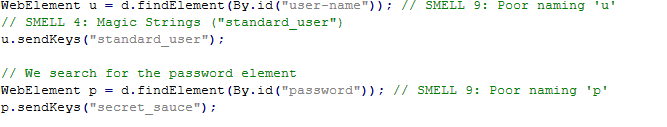 WebElement u = d.findElement(By.id("user-name")); // SMELL 9: Poor naming 'u'
// SMELL 4: Magic Strings ("standard_user")
u.sendKeys("standard_user");
// We search for the password element
WebElement p = d.findElement(By.id("password")); // SMELL 9: Poor naming 'p'
p.sendKeys("secret_sauce");